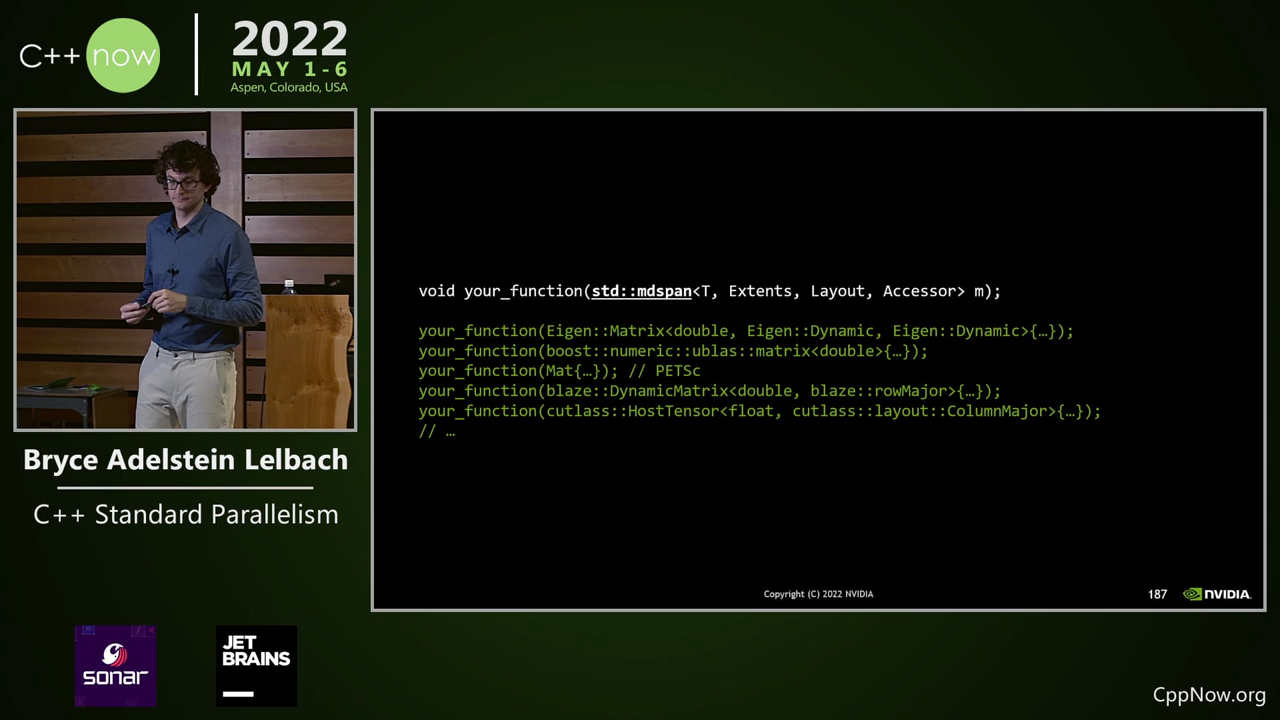 C++ now
2022
MAY 1-6
Aspen, Colorado, USA
void your_function(std::mdspan<T, Extents, Layout, Accessor> m);
your_function(Eigen::Matrix<double, Eigen::Dynamic, Eigen::Dynamic>{…});
your_function(boost::numeric::ublas::matrix<double>{…});
your_function(Mat{…}); // PETSc
your_function(blaze::DynamicMatrix<double, blaze::rowMajor>{…});
your_function(cutlass::HostTensor<float, cutlass::layout::ColumnMajor>{…});
// …
Copyright (C) 2022 NVIDIA
187
NVIDIA.
Bryce Adelstein Lelbach
C++ Standard Parallelism
sonar
JET
BRAINS
CppNow.org